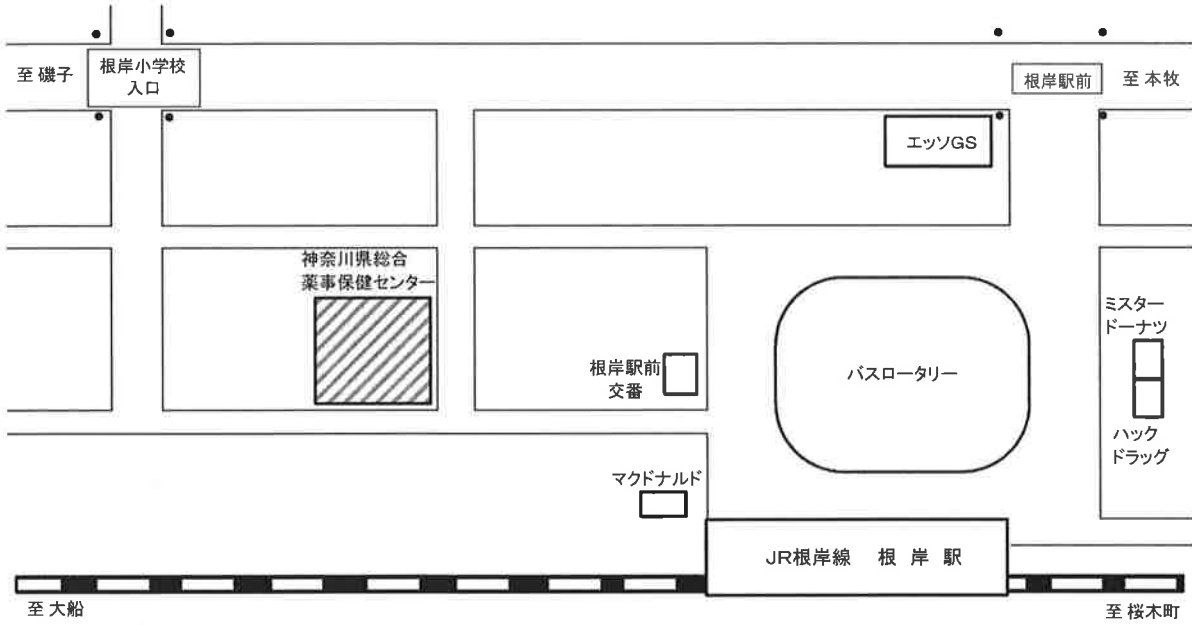 至 磯子
根岸小学校
入口
根岸駅前
至 本牧
エッソGS
神奈川県総合
薬事保健センター
根岸駅前
交番
バスロータリー
ミスター
ドーナツ
ハック
ドラッグ
マクドナルド
JR根岸線 根 岸 駅
至 大船
至 桜木町